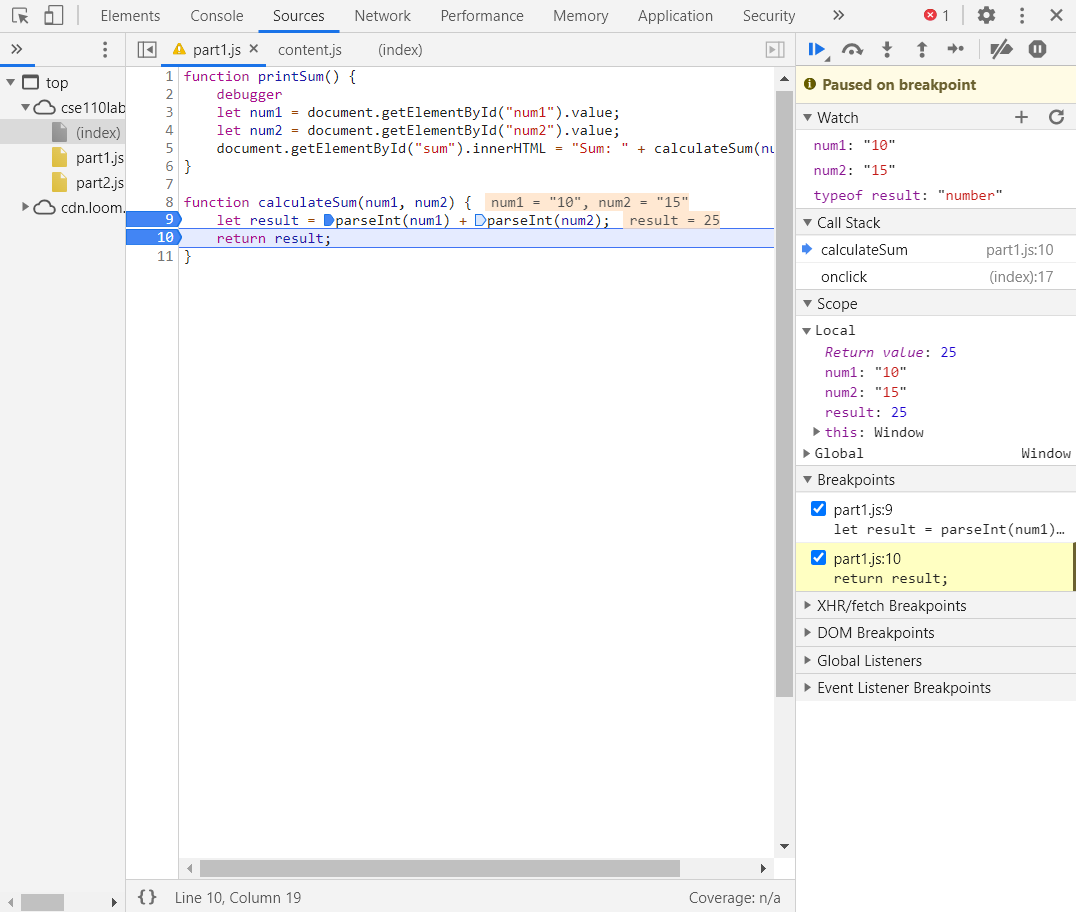 Elements Console Sources Network Performance Memory Application Security 1
part1.js content.js (index)
top
cse110lab
(index)
part1.js
part2.js
cdn.loom.
1 function printSum() {
2 debugger
3 let num1 = document.getElementById("num1").value;
4 let num2 = document.getElementById("num2").value;
5 document.getElementById("sum").innerHTML = "Sum: " + calculateSum(nu
6 }
7
8 function calculateSum(num1, num2) { num1 = "10", num2 = "15"
9 let result = parseInt(num1) + parseInt(num2); result = 25
10 return result;
11 }
{} Line 10, Column 19 Coverage: n/a
Paused on breakpoint
Watch
num1: "10"
num2: "15"
typeof result: "number"
Call Stack
calculateSum part1.js:10
onclick (index):17
Scope
Local
Return value: 25
num1: "10"
num2: "15"
result: 25
this: Window
Global Window
Breakpoints
part1.js:9
let result = parseInt(num1)…
part1.js:10
return result;
XHR/fetch Breakpoints
DOM Breakpoints
Global Listeners
Event Listener Breakpoints